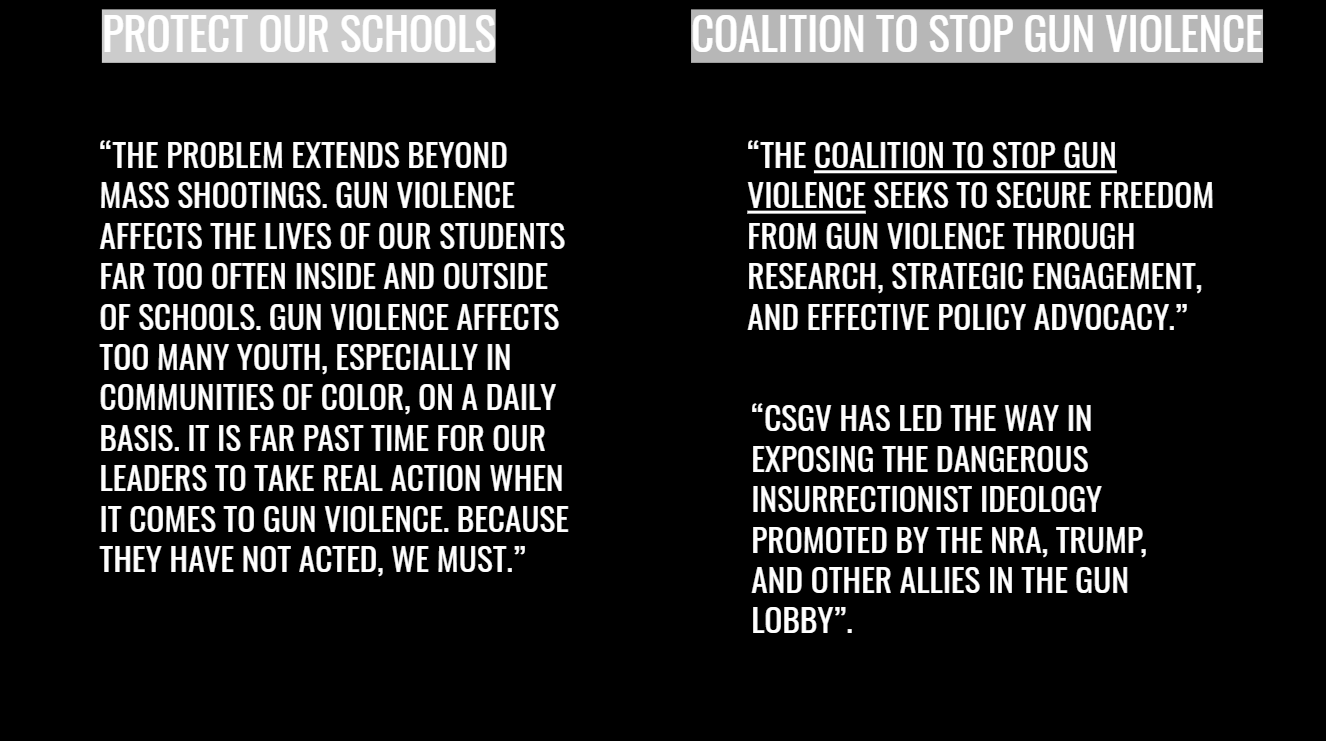 PROTECT OUR SCHOOLS
“THE PROBLEM EXTENDS BEYOND
MASS SHOOTINGS. GUN VIOLENCE
AFFECTS THE LIVES OF OUR STUDENTS
FAR TOO OFTEN INSIDE AND OUTSIDE
OF SCHOOLS. GUN VIOLENCE AFFECTS
TOO MANY YOUTH, ESPECIALLY IN
COMMUNITIES OF COLOR, ON A DAILY
BASIS. IT IS FAR PAST TIME FOR OUR
LEADERS TO TAKE REAL ACTION WHEN
IT COMES TO GUN VIOLENCE. BECAUSE
THEY HAVE NOT ACTED, WE MUST.”
COALITION TO STOP GUN VIOLENCE
“THE COALITION TO STOP GUN
VIOLENCE SEEKS TO SECURE FREEDOM
FROM GUN VIOLENCE THROUGH
RESEARCH, STRATEGIC ENGAGEMENT,
AND EFFECTIVE POLICY ADVOCACY.”
“CSGV HAS LED THE WAY IN
EXPOSING THE DANGEROUS
INSURRECTIONIST IDEOLOGY
PROMOTED BY THE NRA, TRUMP,
AND OTHER ALLIES IN THE GUN
LOBBY”.